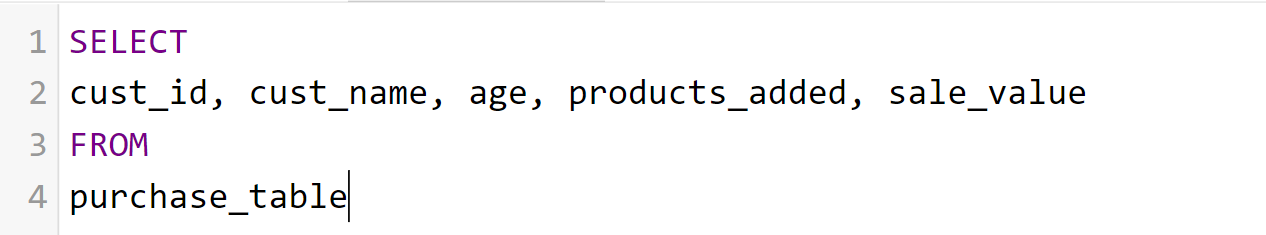 1 SELECT
2 cust_id, cust_name, age, products_added, sale_value
3 FROM
4 purchase_table